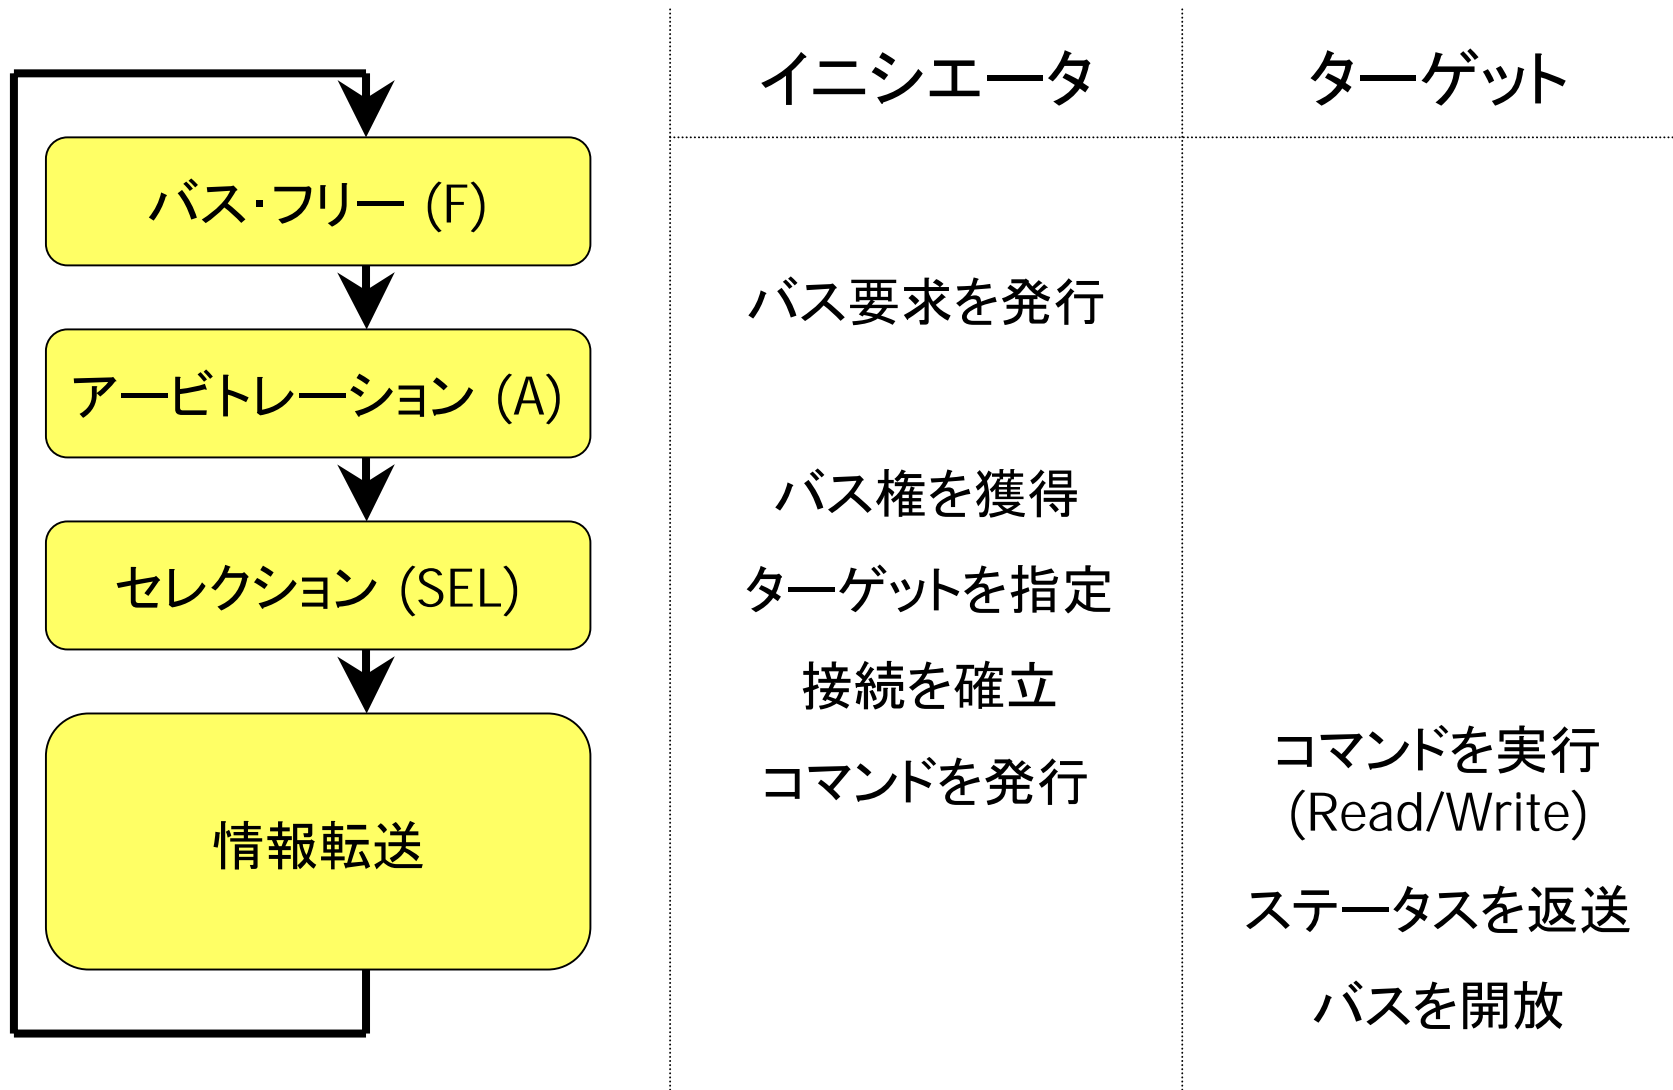 イニシエータ
ターゲット
バス・フリー (F)
バス要求を発行
アービトレーション (A)
バス権を獲得
セレクション (SEL)
ターゲットを指定
接続を確立
コマンドを発行
コマンドを実行
(Read/Write)
情報転送
ステータスを返送
バスを開放